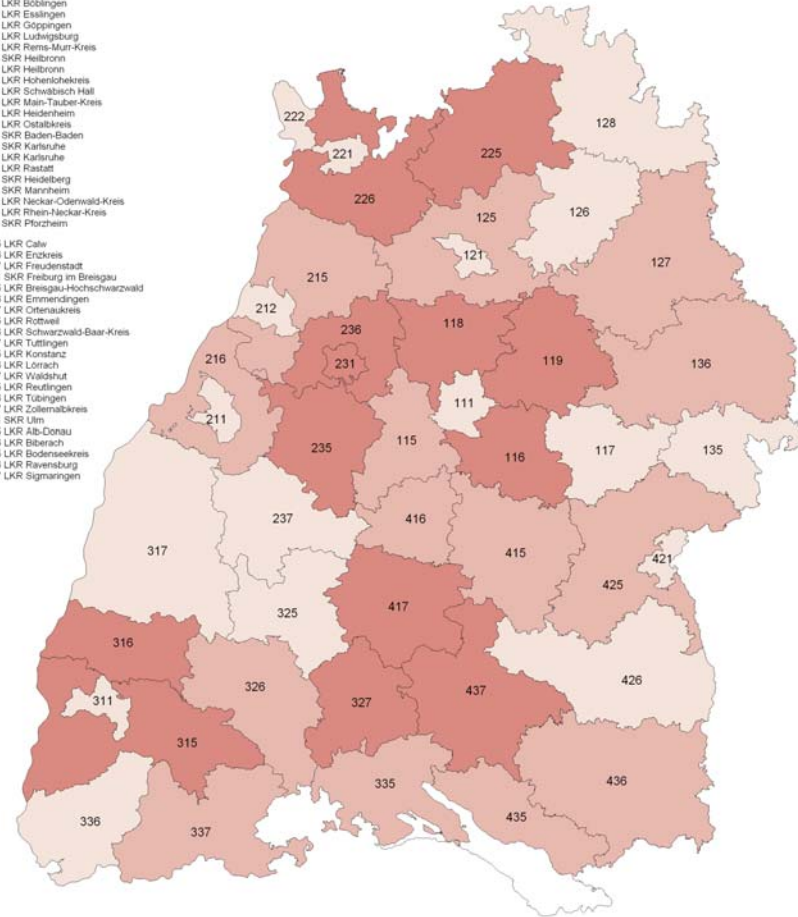 LKR Böblingen
LKR Esslingen
LKR Göppingen
LKR Ludwigsburg
LKR Rems-Murr-Kreis
SKR Heilbronn
LKR Heilbronn
LKR Hohenlohekreis
LKR Schwäbisch Hall
LKR Main-Tauber-Kreis
LKR Heidenheim
LKR Ostalbkreis
SKR Baden-Baden
SKR Karlsruhe
LKR Karlsruhe
LKR Rastatt
SKR Heidelberg
SKR Mannheim
LKR Neckar-Odenwald-Kreis
LKR Rhein-Neckar-Kreis
SKR Pforzheim
LKR Calw
LKR Enzkreis
LKR Freudenstadt
SKR Freiburg im Breisgau
LKR Breisgau-Hochschwarzwald
LKR Emmendingen
LKR Ortenaukreis
LKR Rottweil
LKR Schwarzwald-Baar-Kreis
LKR Tuttlingen
LKR Konstanz
LKR Lörrach
LKR Waldshut
LKR Reutlingen
LKR Tübingen
LKR Zollernalbkreis
SKR Ulm
LKR Alb-Donau
LKR Biberach
LKR Bodenseekreis
LKR Ravensburg
LKR Sigmaringen
222
128
221
225
226
126
125
121
127
215
212
236
118
216
231
119
136
111
211
235
115
116
117
135
237
416
317
415
421
425
417
325
316
326
426
311
327
437
315
335
436
435
336
337